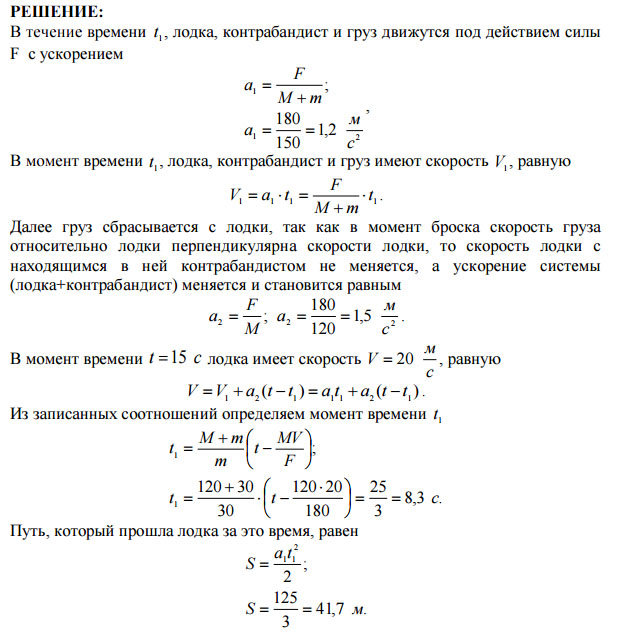 РЕШЕНИЕ:
В течение времени t₁, лодка, контрабандист и груз движутся под действием силы
F с ускорением
a₁ = F / (M + m);
a₁ = 180 / 150 = 1,2 м/с²,
В момент времени t₁, лодка, контрабандист и груз имеют скорость V₁, равную
V₁ = a₁ · t₁ = F / (M + m) · t₁.
Далее груз сбрасывается с лодки, так как в момент броска скорость груза
относительно лодки перпендикулярна скорости лодки, то скорость лодки с
находящимся в ней контрабандистом не меняется, а ускорение системы
(лодка+контрабандист) меняется и становится равным
a₂ = F / M; a₂ = 180 / 120 = 1,5 м/с².
В момент времени t = 15 с лодка имеет скорость V = 20 м/с, равную
V = V₁ + a₂(t − t₁) = a₁t₁ + a₂(t − t₁).
Из записанных соотношений определяем момент времени t₁
t₁ = (M + m) / m (t − MV / F);
t₁ = (120 + 30) / 30 · (t − 120 · 20 / 180) = 25 / 3 = 8,3 с.
Путь, который прошла лодка за это время, равен
S = a₁t₁² / 2;
S = 125 / 3 = 41,7 м.